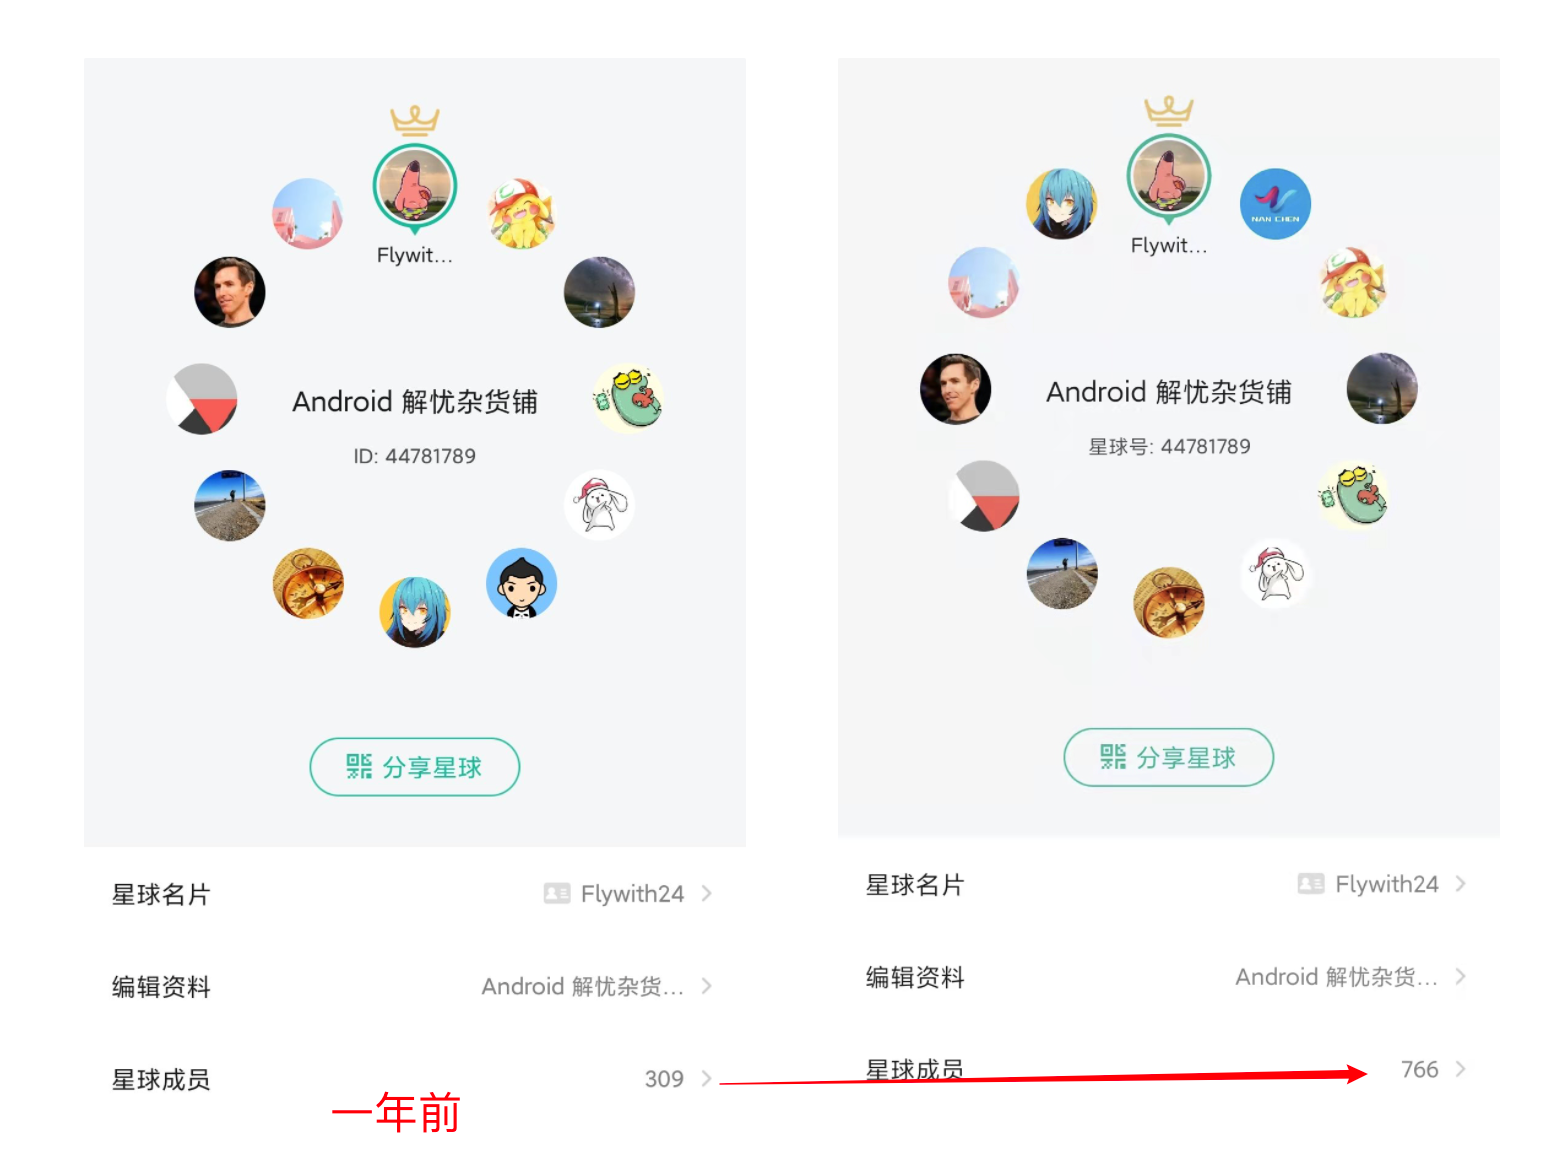 Flywit...
Android 解忧杂货铺
ID: 44781789
分享星球
星球名片
Flywith24
编辑资料
Android 解忧杂货...
星球成员
309
一年前
NAN CHEN
Flywit...
Android 解忧杂货铺
星球号: 44781789
分享星球
星球名片
Flywith24
编辑资料
Android 解忧杂货...
星球成员
766